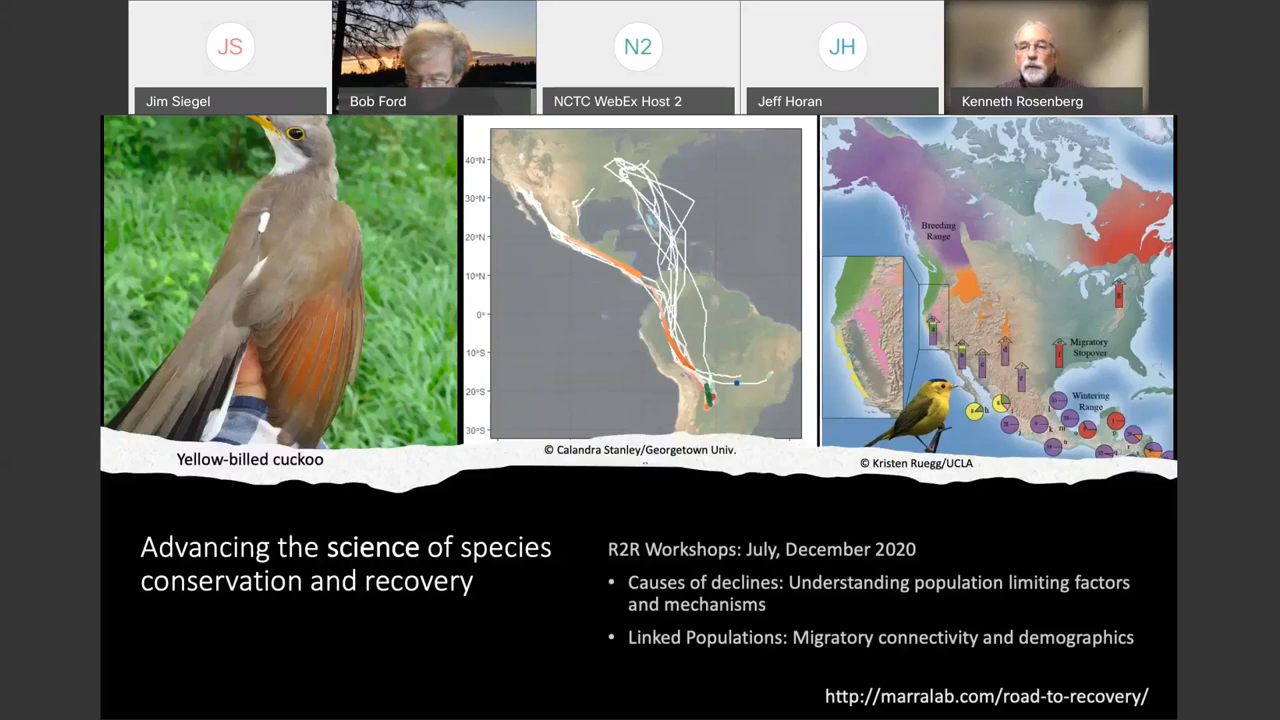 JS
N2
JH
Jim Siegel
Bob Ford
NCTC WebEx Host 2
Jeff Horan
Kenneth Rosenberg
40°N
30°N
20°N
10°N
0°
10°S
20°S
30°S
Breeding
Range
Migratory
Stopover
Wintering
Range
Yellow-billed cuckoo
© Calandra Stanley/Georgetown Univ.
© Kristen Ruegg/UCLA
Advancing the science of species
conservation and recovery
R2R Workshops: July, December 2020
• Causes of declines: Understanding population limiting factors
and mechanisms
• Linked Populations: Migratory connectivity and demographics
http://marralab.com/road-to-recovery/